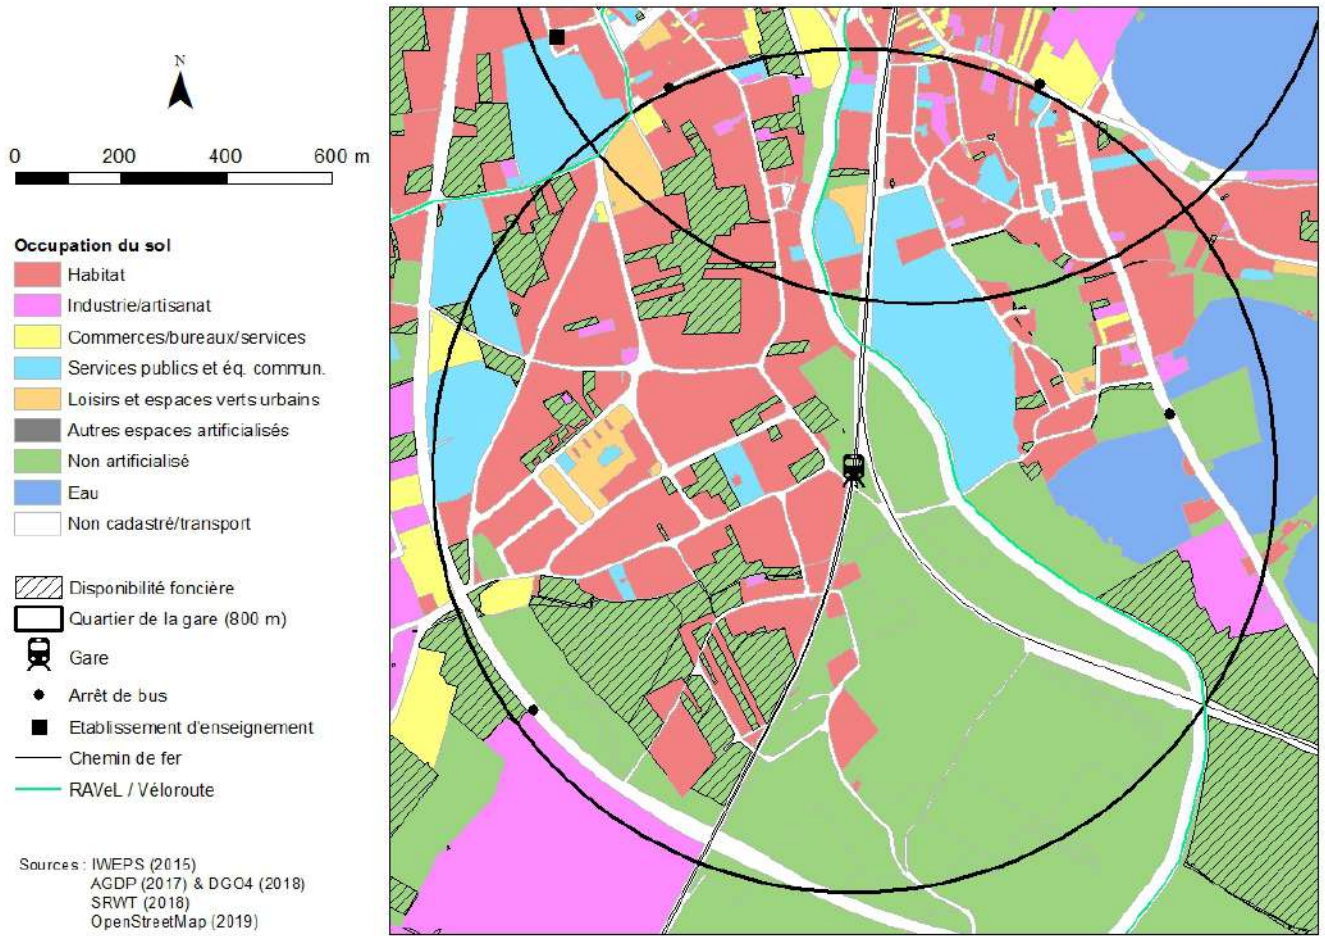 N
0 200 400 600 m
Occupation du sol
Habitat
Industrie/artisanat
Commerces/bureaux/services
Services publics et éq. commun.
Loisirs et espaces verts urbains
Autres espaces artificialisés
Non artificialisé
Eau
Non cadastré/transport
Disponibilité foncière
Quartier de la gare (800 m)
Gare
Arrêt de bus
Etablissement d'enseignement
Chemin de fer
RAVeL / Véloroute
Sources : IWEPS (2015)
AGDP (2017) & DGO4 (2018)
SRWT (2018)
OpenStreetMap (2019)